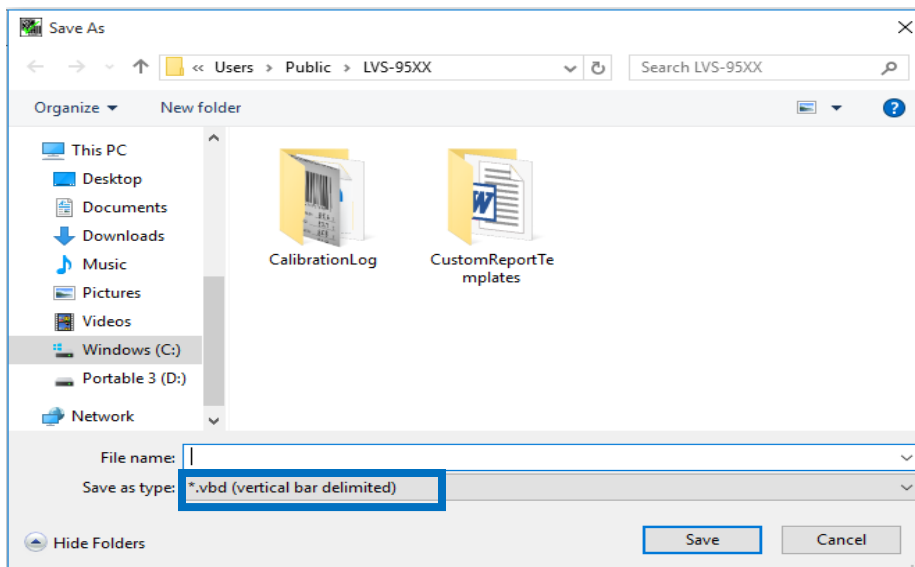 Save As
« Users > Public > LVS-95XX
Search LVS-95XX
Organize
New folder
?
This PC
Desktop
Documents
Downloads
Music
Pictures
Videos
Windows (C:)
Portable 3 (D:)
Network
CalibrationLog
CustomReportTe
mplates
File name:
Save as type: *.vbd (vertical bar delimited)
Hide Folders
Save
Cancel